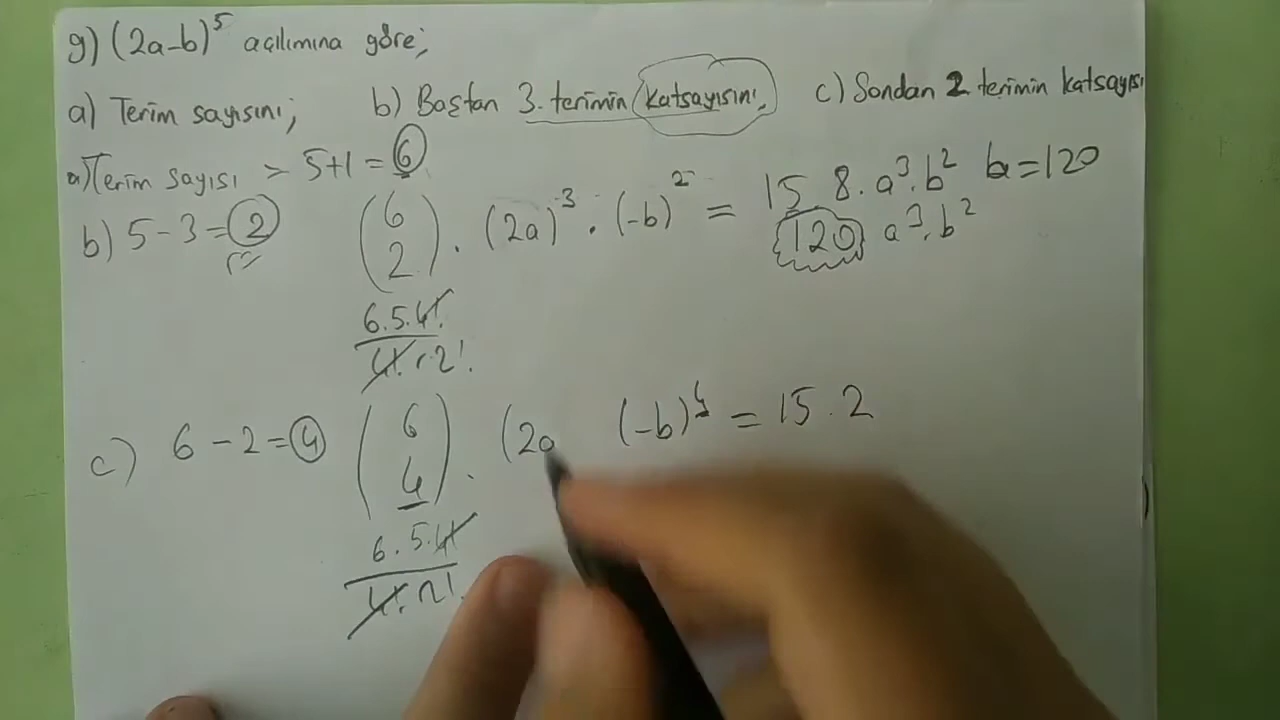 g) (2a-b)^5 açılımına göre;
a) Terim sayısını; b) Baştan 3. terimin katsayısını, c) Sondan 2 terimin katsayısı
a) Terim sayısı = 5+1 = 6
b) 5-3 = 2 (6 2) . (2a)^3 . (-b)^2 = 15 8.a^3.b^2 = 120
120 a^3.b^2
6.5.4!
4!.2!
c) 6-2 = 4 (6 4) . (2a (-b)^4 = 15.2
6.5.4!
4!.2!